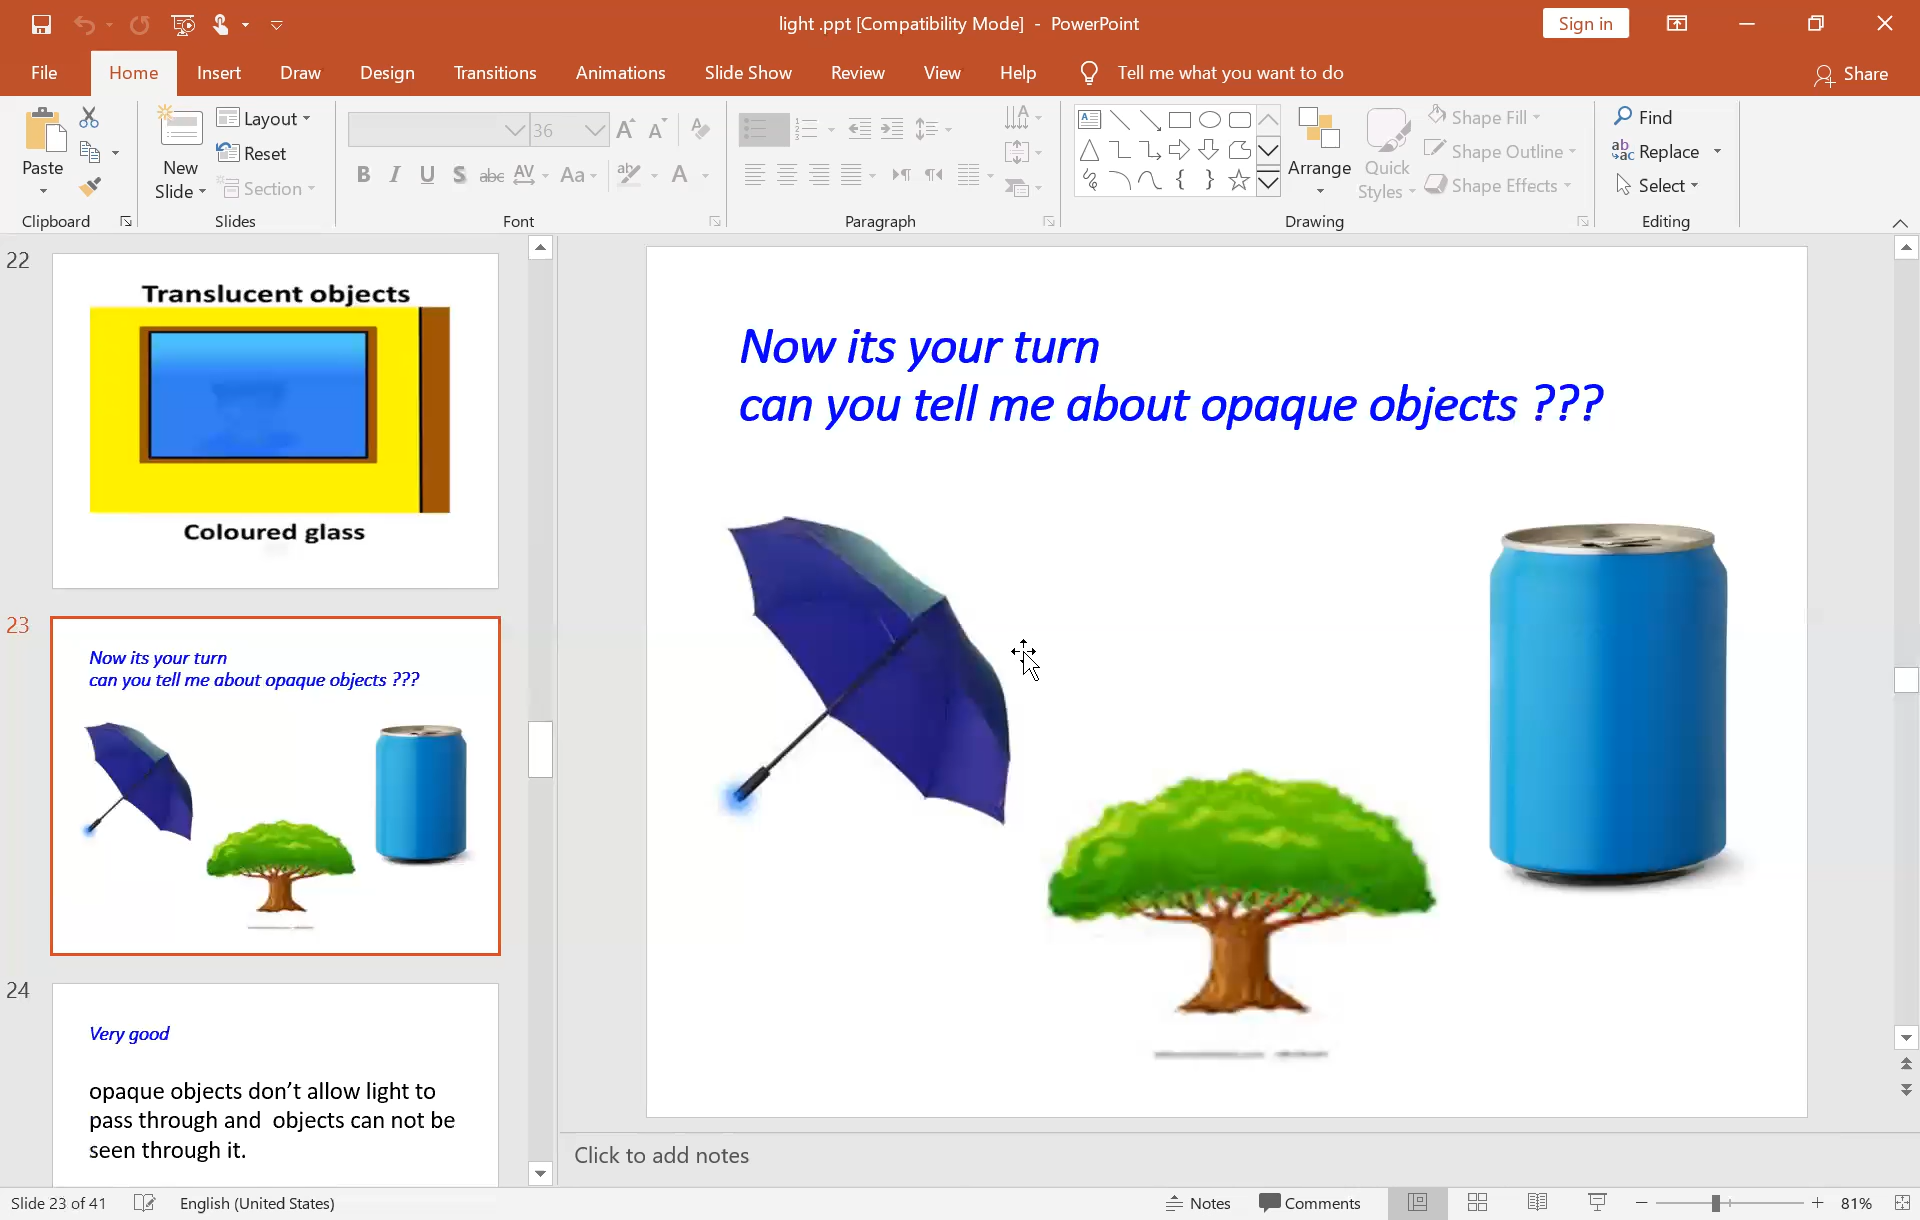 light .ppt [Compatibility Mode] - PowerPoint
Sign in
File Home Insert Draw Design Transitions Animations Slide Show Review View Help Tell me what you want to do Share
Paste
Clipboard
New
Slide
Layout
Reset
Section
Slides
36
B I U S abc AV Aa ab A
Font
Paragraph
Arrange
Quick
Styles
Shape Fill
Shape Outline
Shape Effects
Drawing
Find
Replace
Select
Editing
22
Translucent objects
Coloured glass
23
Now its your turn
can you tell me about opaque objects ???
24
Very good
opaque objects don’t allow light to
pass through and  objects can not be
seen through it.
Now its your turn
can you tell me about opaque objects ???
Click to add notes
Slide 23 of 41 English (United States) Notes Comments 81%